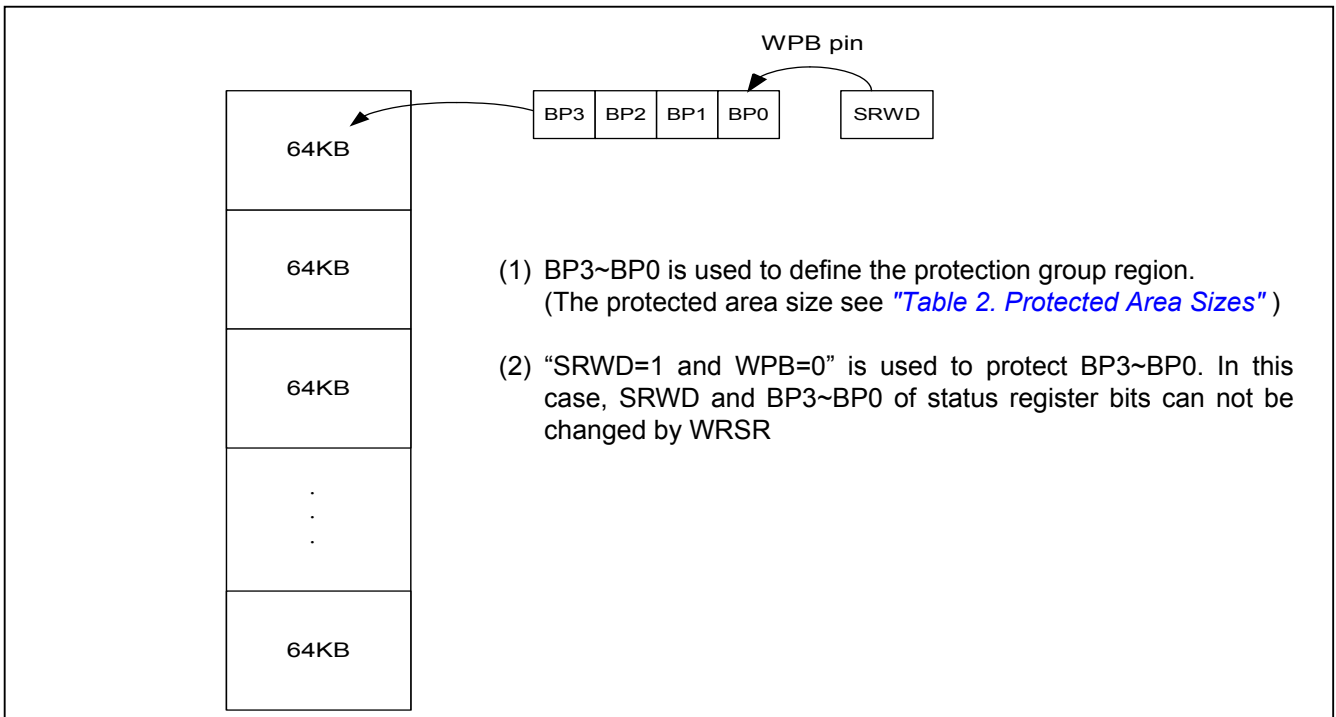 WPB pin
BP3 BP2 BP1 BP0 SRWD
64KB
64KB
(1) BP3~BP0 is used to define the protection group region.
(The protected area size see "Table 2. Protected Area Sizes" )
64KB
(2) “SRWD=1 and WPB=0” is used to protect BP3~BP0. In this
case, SRWD and BP3~BP0 of status register bits can not be
changed by WRSR
.
.
.
64KB